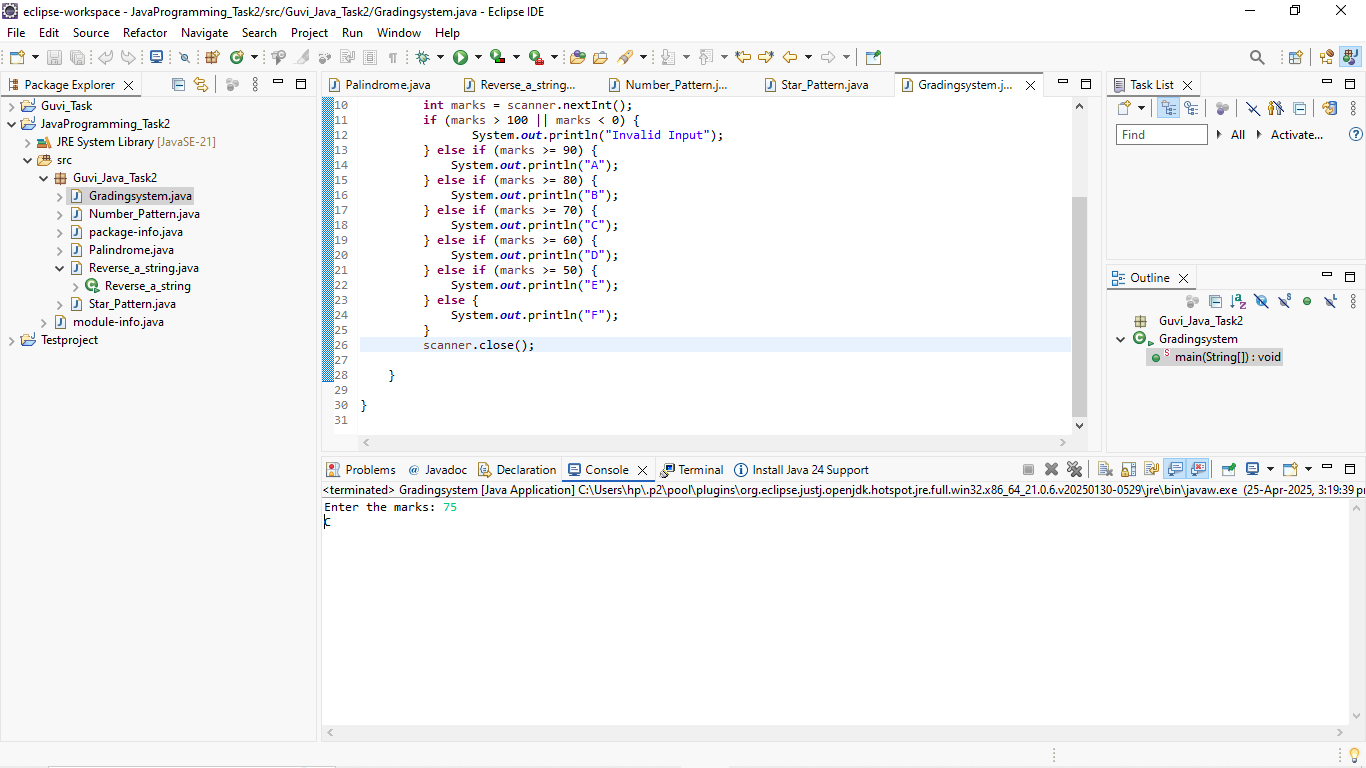 eclipse-workspace - JavaProgramming_Task2/src/Guvi_Java_Task2/Gradingsystem.java - Eclipse IDE
File Edit Source Refactor Navigate Search Project Run Window Help
Package Explorer
Guvi_Task
JavaProgramming_Task2
JRE System Library [JavaSE-21]
src
Guvi_Java_Task2
Gradingsystem.java
Number_Pattern.java
package-info.java
Palindrome.java
Reverse_a_string.java
Reverse_a_string
Star_Pattern.java
module-info.java
Testproject
Palindrome.java Reverse_a_string... Number_Pattern.j... Star_Pattern.java Gradingsystem.j...
10 int marks = scanner.nextInt();
11 if (marks > 100 || marks < 0) {
12 System.out.println("Invalid Input");
13 } else if (marks >= 90) {
14 System.out.println("A");
15 } else if (marks >= 80) {
16 System.out.println("B");
17 } else if (marks >= 70) {
18 System.out.println("C");
19 } else if (marks >= 60) {
20 System.out.println("D");
21 } else if (marks >= 50) {
22 System.out.println("E");
23 } else {
24 System.out.println("F");
25 }
26 scanner.close();
27
28 }
29
30 }
31
Task List
Find All Activate...
Outline
Guvi_Java_Task2
Gradingsystem
main(String[]) : void
Problems Javadoc Declaration Console Terminal Install Java 24 Support
<terminated> Gradingsystem [Java Application] C:\Users\hp\.p2\pool\plugins\org.eclipse.justj.openjdk.hotspot.jre.full.win32.x86_64_21.0.6.v20250130-0529\jre\bin\javaw.exe (25-Apr-2025, 3:19:39 pr
Enter the marks: 75
C